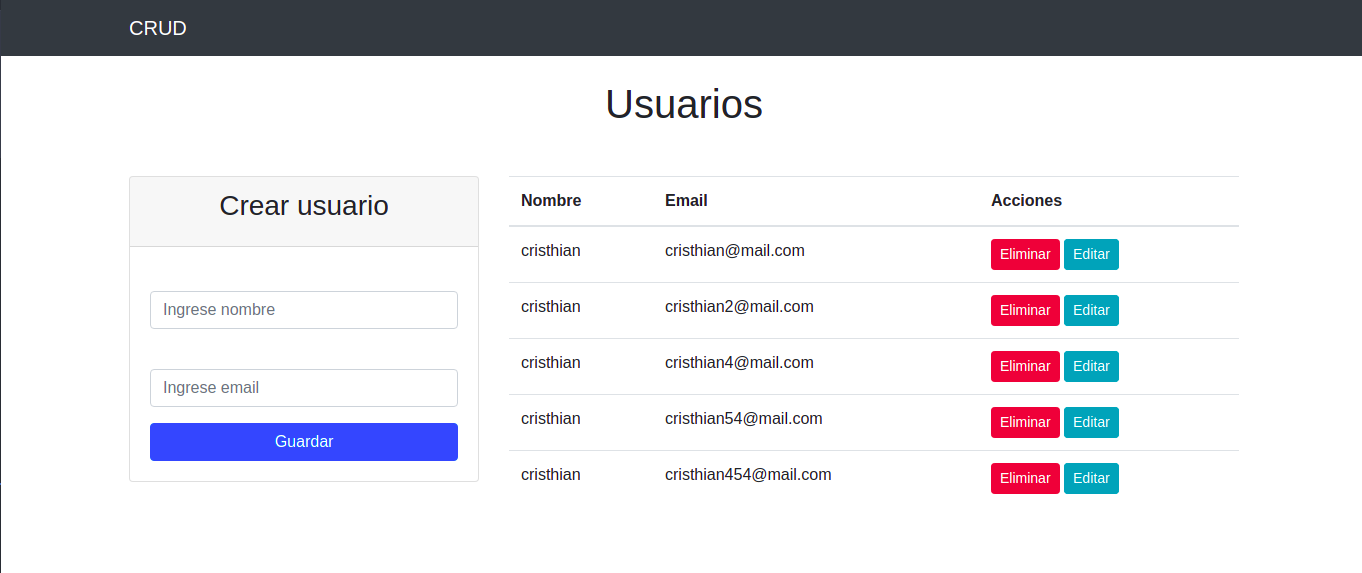 CRUD
Usuarios
Crear usuario
Ingrese nombre
Ingrese email
Guardar
Nombre Email Acciones
cristhian cristhian@mail.com Eliminar Editar
cristhian cristhian2@mail.com Eliminar Editar
cristhian cristhian4@mail.com Eliminar Editar
cristhian cristhian54@mail.com Eliminar Editar
cristhian cristhian454@mail.com Eliminar Editar